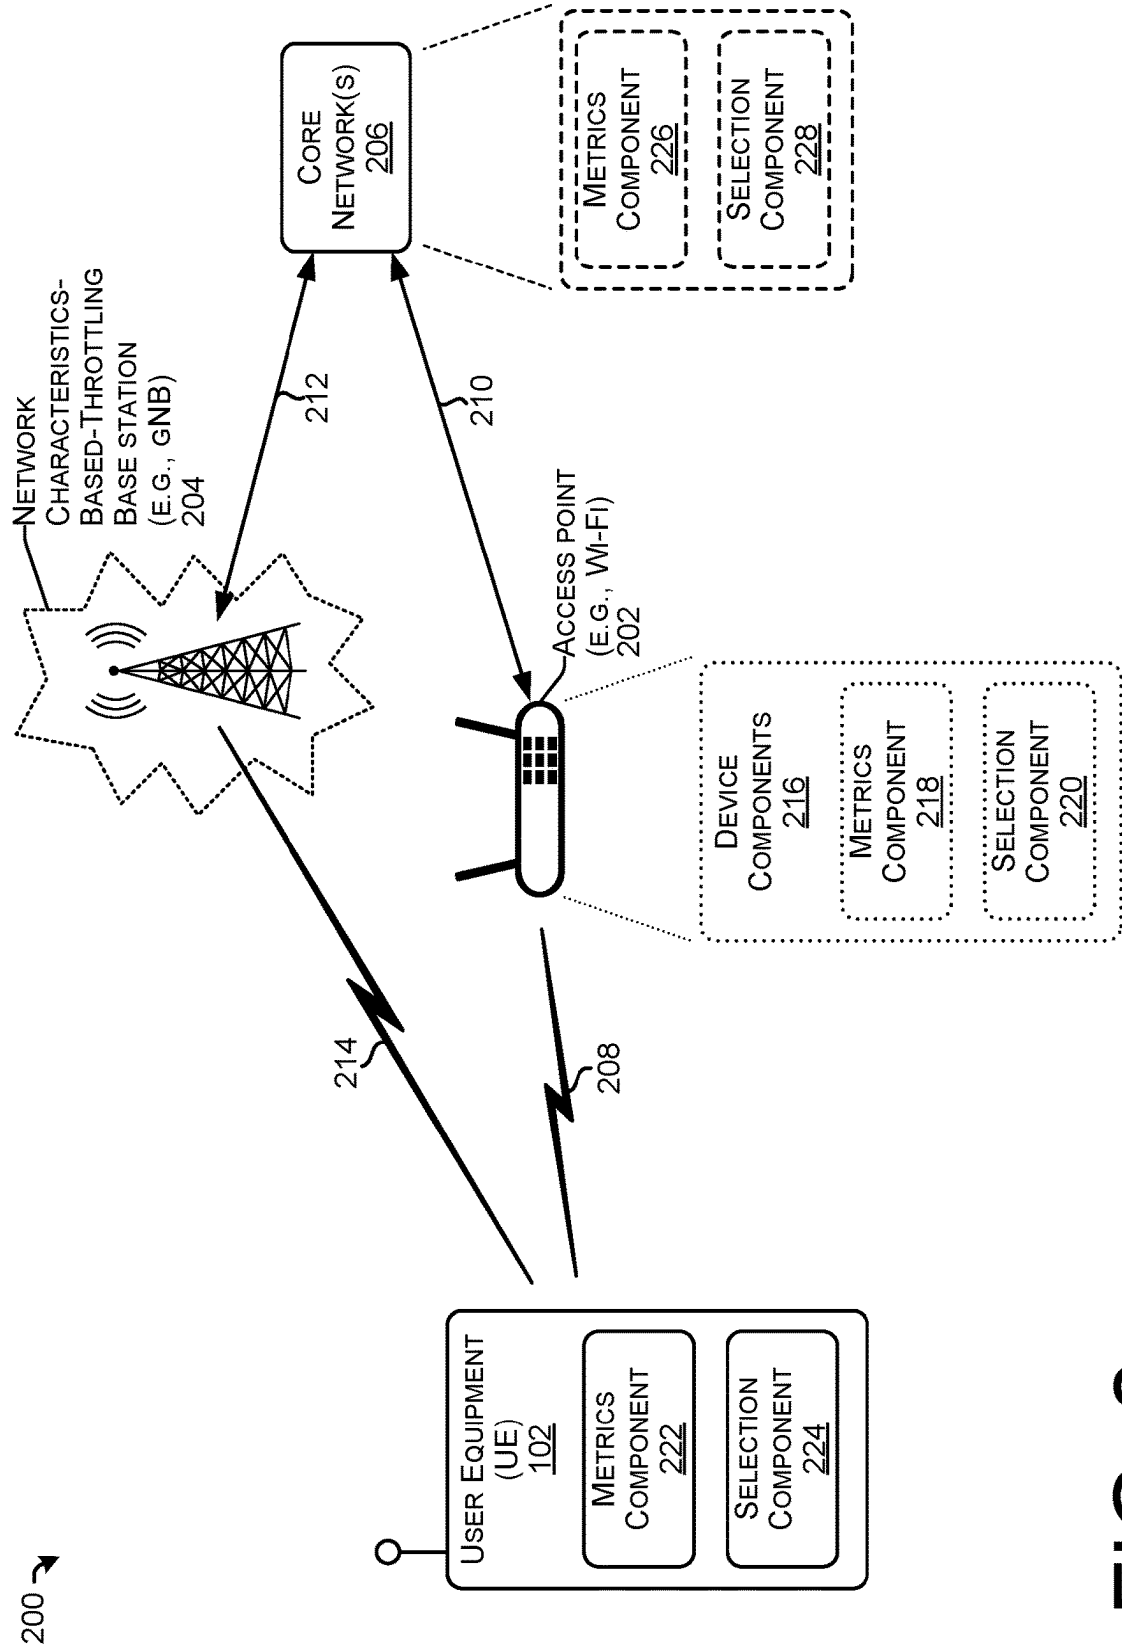 200
USER EQUIPMENT
(UE)
102
METRICS
COMPONENT
222
SELECTION
COMPONENT
224
214
208
NETWORK
CHARACTERISTICS-
BASED-THROTTLING
BASE STATION
(E.G., GNB)
204
ACCESS POINT
(E.G., WI-FI)
202
DEVICE
COMPONENTS
216
METRICS
COMPONENT
218
SELECTION
COMPONENT
220
212
210
CORE
NETWORK(S)
206
METRICS
COMPONENT
226
SELECTION
COMPONENT
228